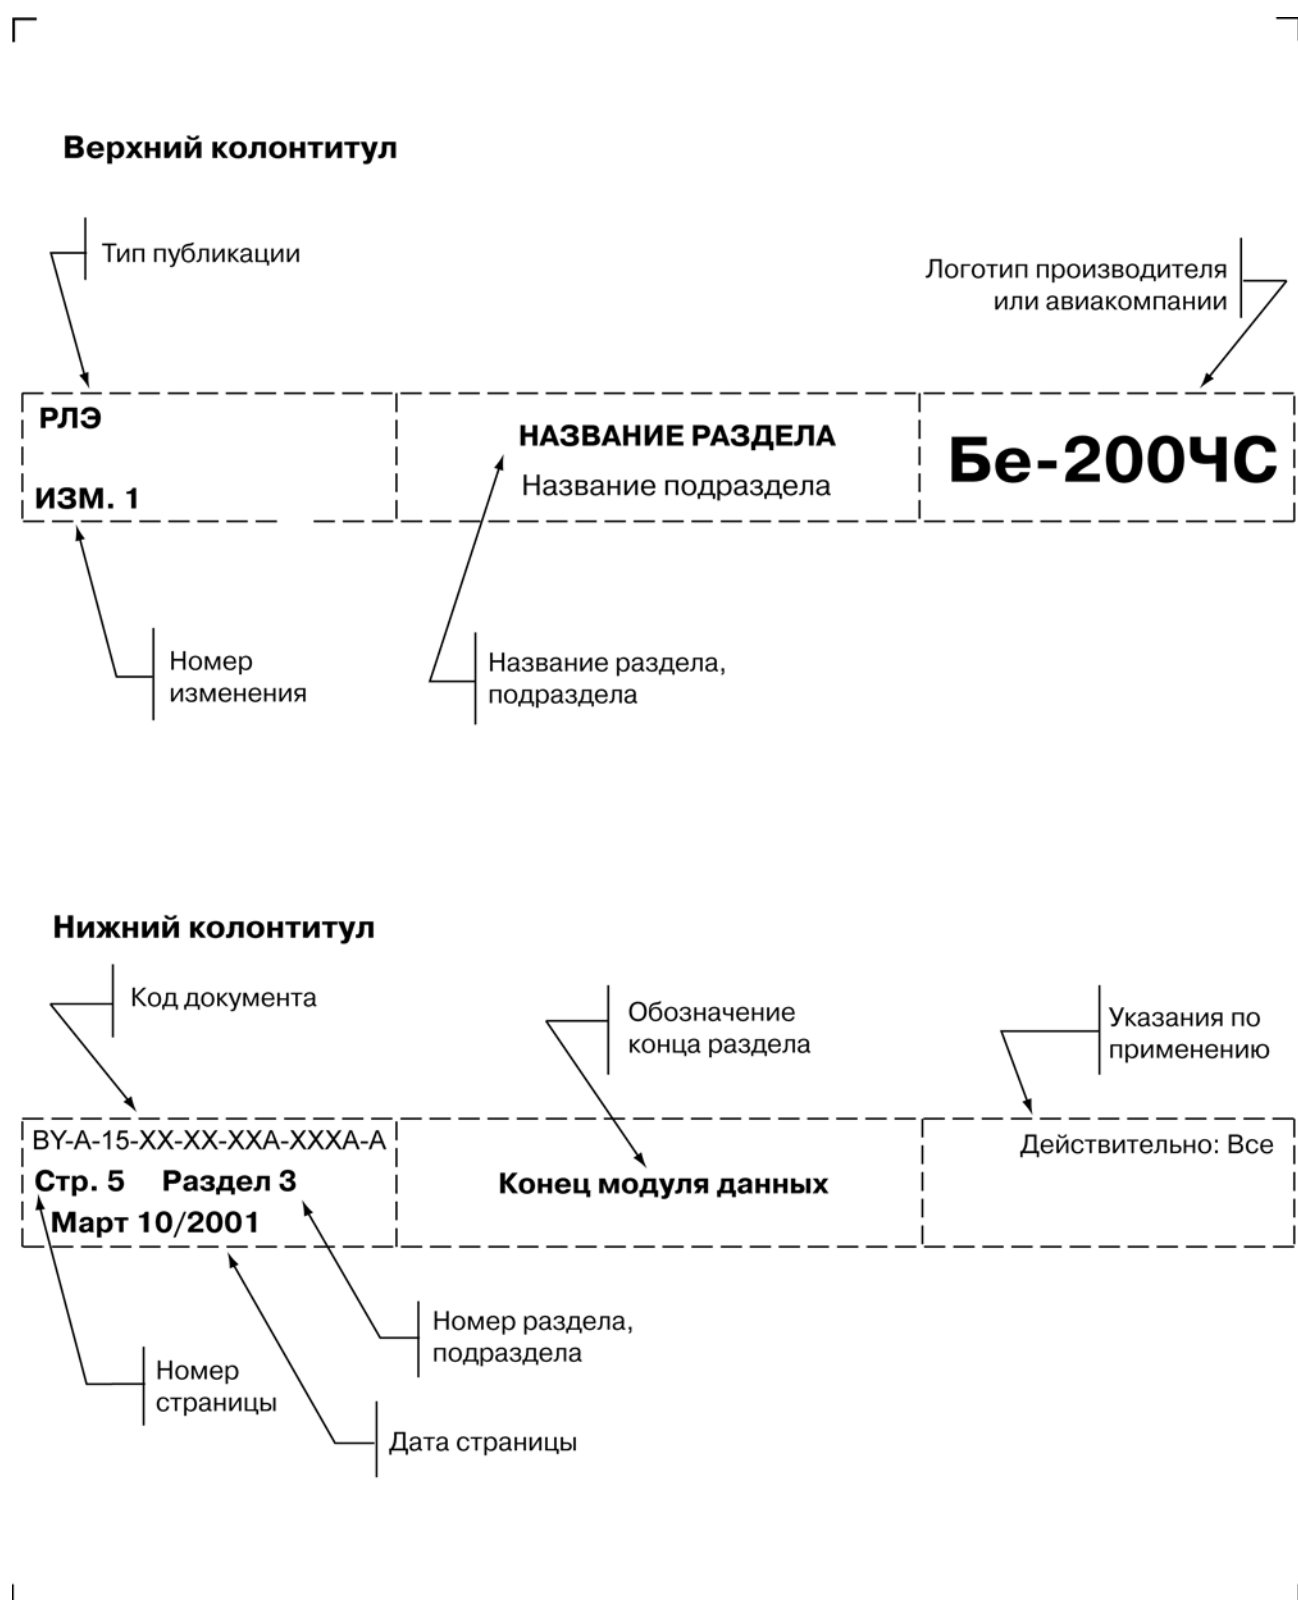 Верхний колонтитул
Тип публикации
Логотип производителя
или авиакомпании
РЛЭ
НАЗВАНИЕ РАЗДЕЛА
Бе-200ЧС
Название подраздела
ИЗМ. 1
Номер
изменения
Название раздела,
подраздела
Нижний колонтитул
Код документа
Обозначение
конца раздела
Указания по
применению
BY-A-15-XX-XX-XXA-XXXA-A
Действительно: Все
Стр. 5 Раздел 3
Конец модуля данных
Март 10/2001
Номер раздела,
подраздела
Номер
страницы
Дата страницы